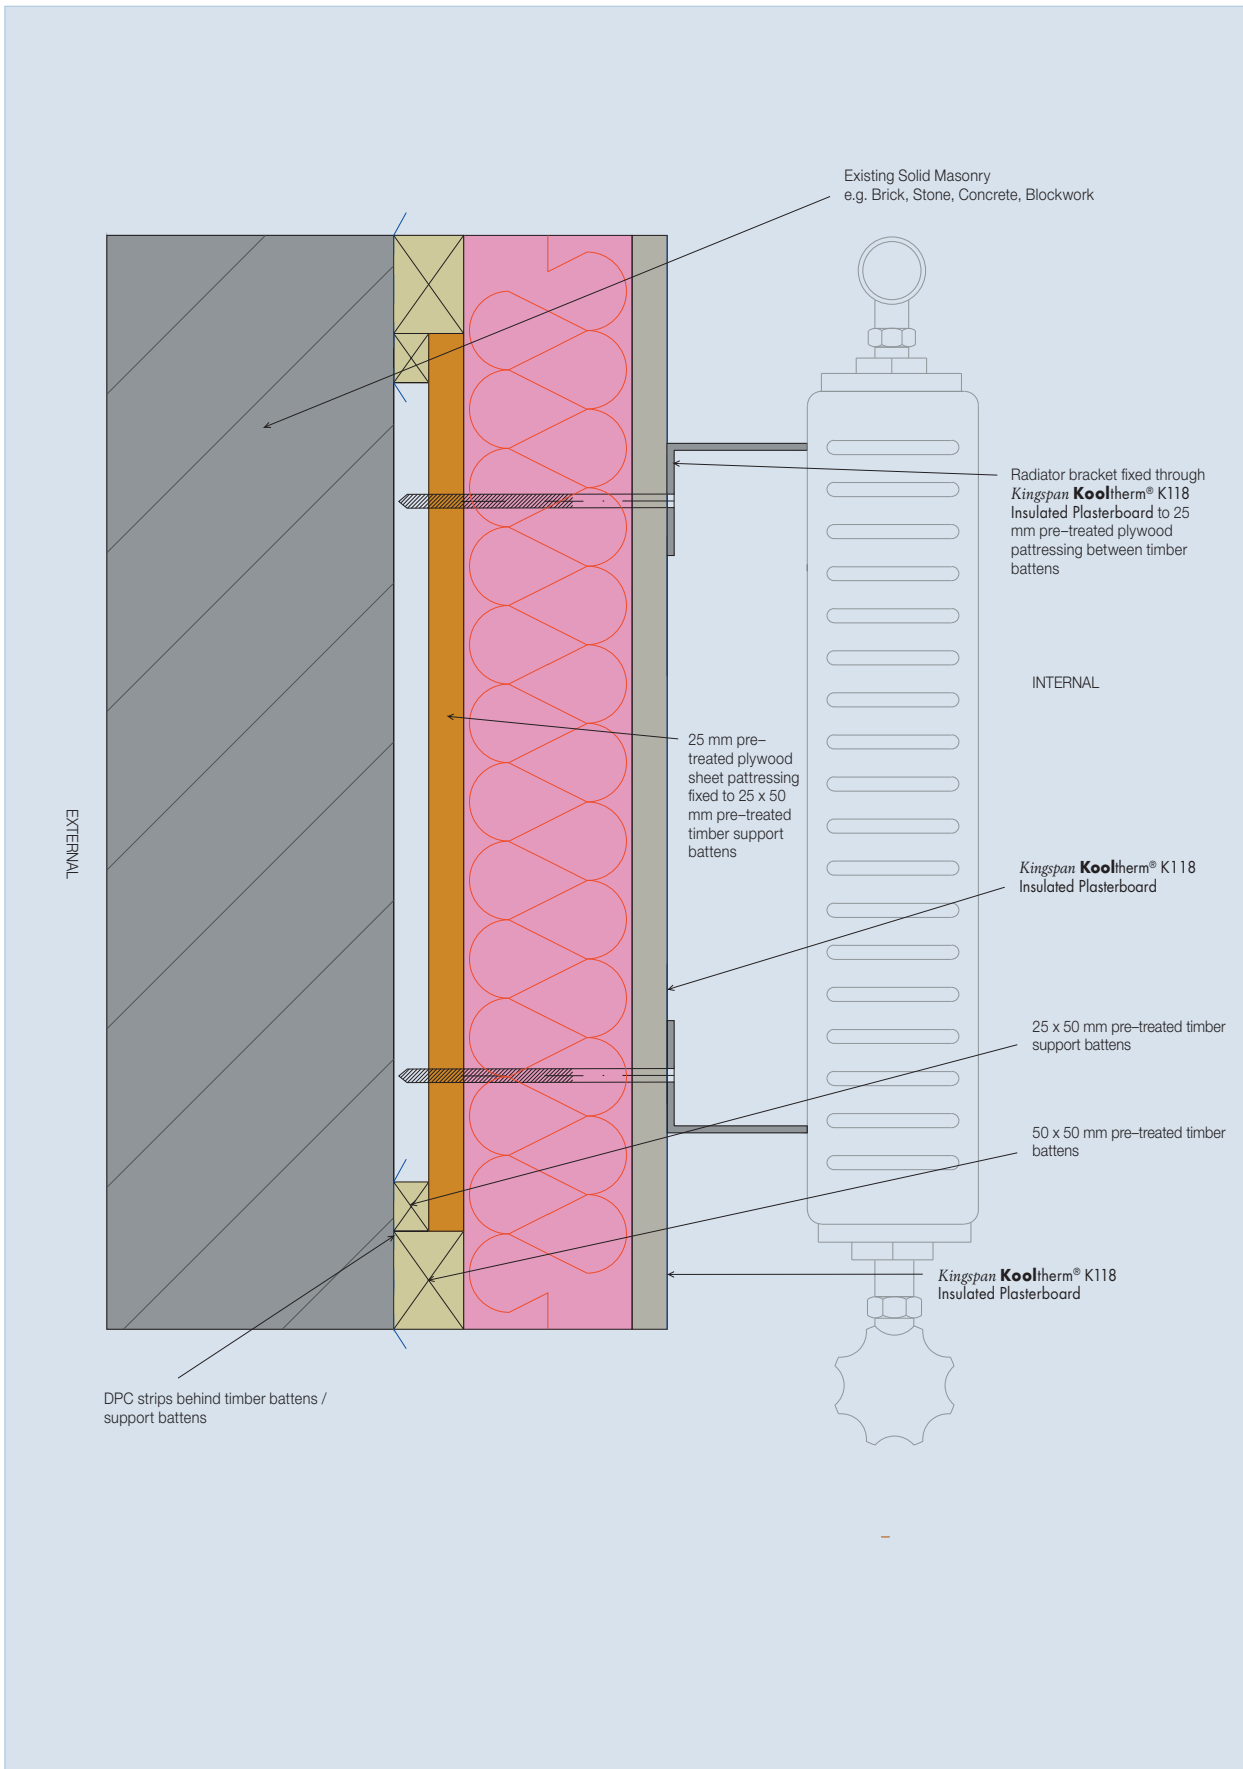 Existing Solid Masonry
e.g. Brick, Stone, Concrete, Blockwork
Radiator bracket fixed through
Kingspan Kooltherm® K118
Insulated Plasterboard to 25
mm pre–treated plywood
pattressing between timber
battens
INTERNAL
25 mm pre–
treated plywood
sheet pattressing
fixed to 25 x 50
mm pre–treated
timber support
battens
EXTERNAL
Kingspan Kooltherm® K118
Insulated Plasterboard
25 x 50 mm pre–treated timber
support battens
50 x 50 mm pre–treated timber
battens
Kingspan Kooltherm® K118
Insulated Plasterboard
DPC strips behind timber battens /
support battens
–